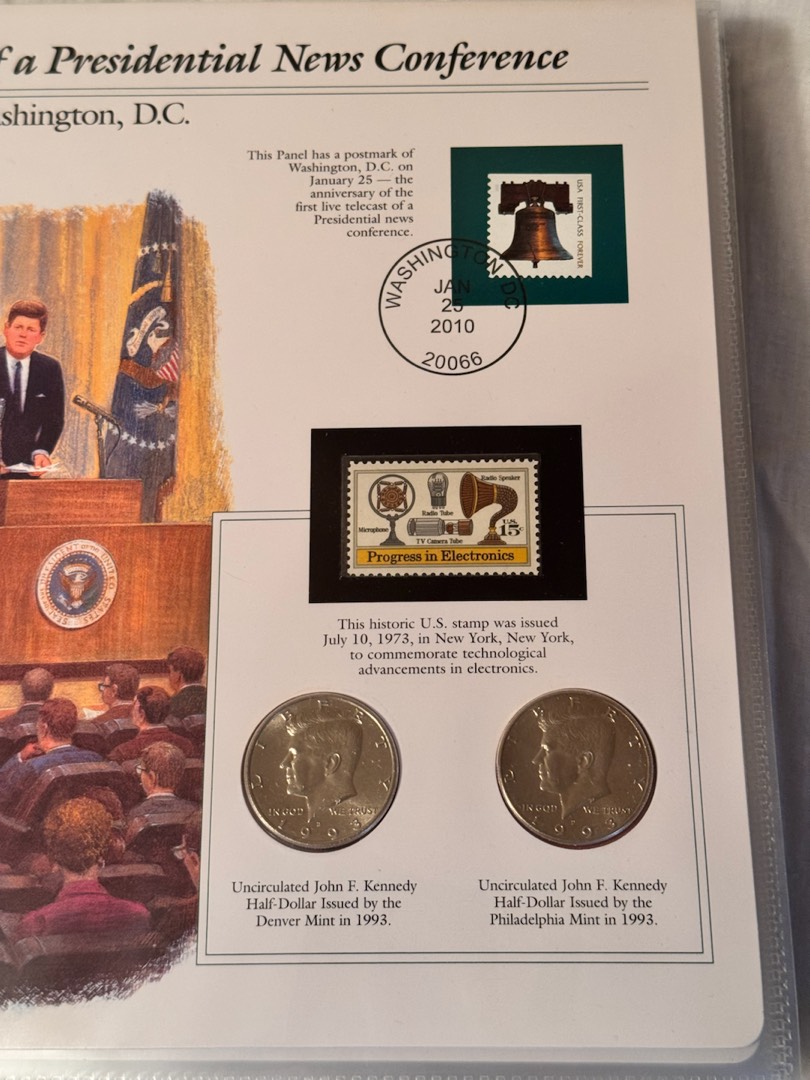 f a Presidential News Conference
shington, D.C.
This Panel has a postmark of
Washington, D.C. on
January 25 — the
anniversary of the
first live telecast of a
Presidential news
conference.
USA FIRST-CLASS FOREVER
WASHINGTON DC
JAN
25
2010
20066
Radio Speaker
Radio Tube
Microphone
U.S.
15c
TV Camera Tube
Progress in Electronics
This historic U.S. stamp was issued
July 10, 1973, in New York, New York,
to commemorate technological
advancements in electronics.
LIBERTY
IN GOD WE TRUST
D
1993
LIBERTY
IN GOD WE TRUST
P
1993
Uncirculated John F. Kennedy
Half-Dollar Issued by the
Denver Mint in 1993.
Uncirculated John F. Kennedy
Half-Dollar Issued by the
Philadelphia Mint in 1993.